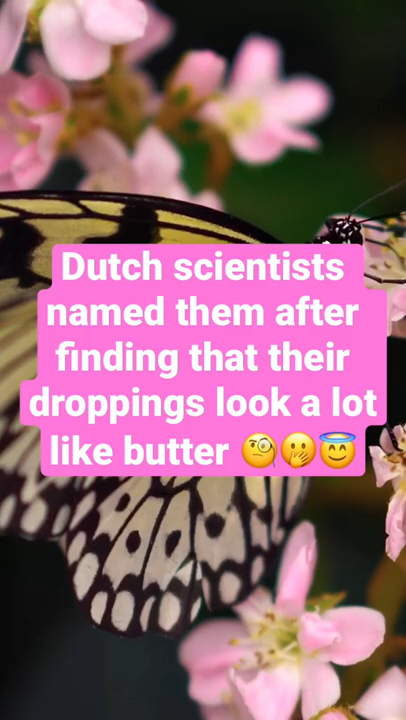 Dutch scientists
named them after
finding that their
droppings look a lot
like butter 🧐🤭😇